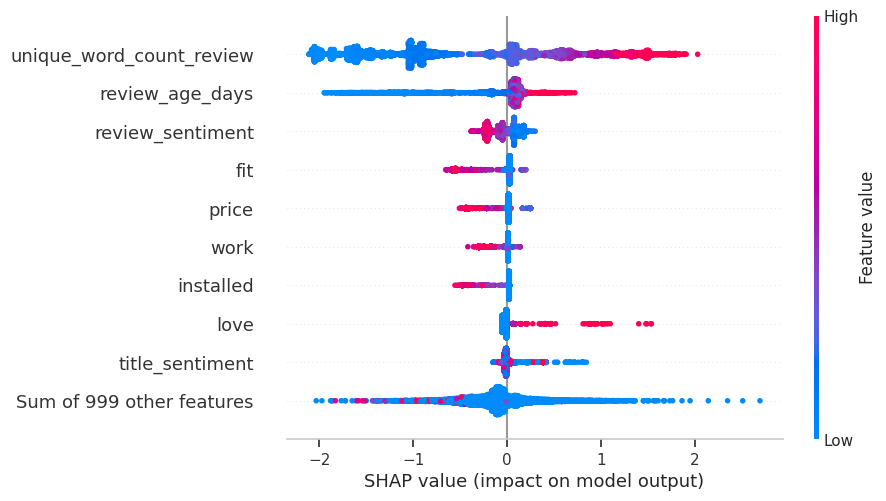 High
unique_word_count_review
review_age_days
review_sentiment
fit
price
work
installed
love
title_sentiment
Sum of 999 other features
Feature value
Low
−2 −1 0 1 2
SHAP value (impact on model output)